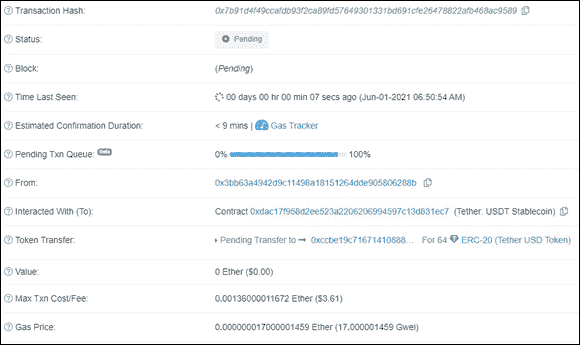 Transaction Hash: 0x7b91d4f49ccafdb93f2ca89fd57649301331bd691cfe26478822afb468ac9589
Status: Pending
Block: (Pending)
Time Last Seen: 00 days 00 hr 00 min 07 secs ago (Jun-01-2021 06:50:54 AM)
Estimated Confirmation Duration: < 9 mins | Gas Tracker
Pending Txn Queue: Beta 0% 100%
From: 0x3bb63a4942d9c11498a18151264dde905806288b
Interacted With (To): Contract 0xdac17f958d2ee523a2206206994597c13d831ec7 (Tether: USDT Stablecoin)
Token Transfer: Pending Transfer to → 0xccbe19c71671410888... For 64 ERC-20 (Tether USD Token)
Value: 0 Ether ($0.00)
Max Txn Cost/Fee: 0.00136000011672 Ether ($3.61)
Gas Price: 0.000000017000001459 Ether (17.000001459 Gwei)